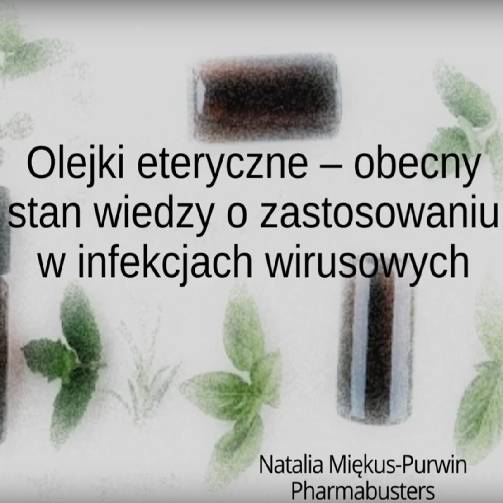 Olejki eteryczne – obecny
stan wiedzy o zastosowaniu
w infekcjach wirusowych
Natalia Miękus-Purwin
Pharmabusters